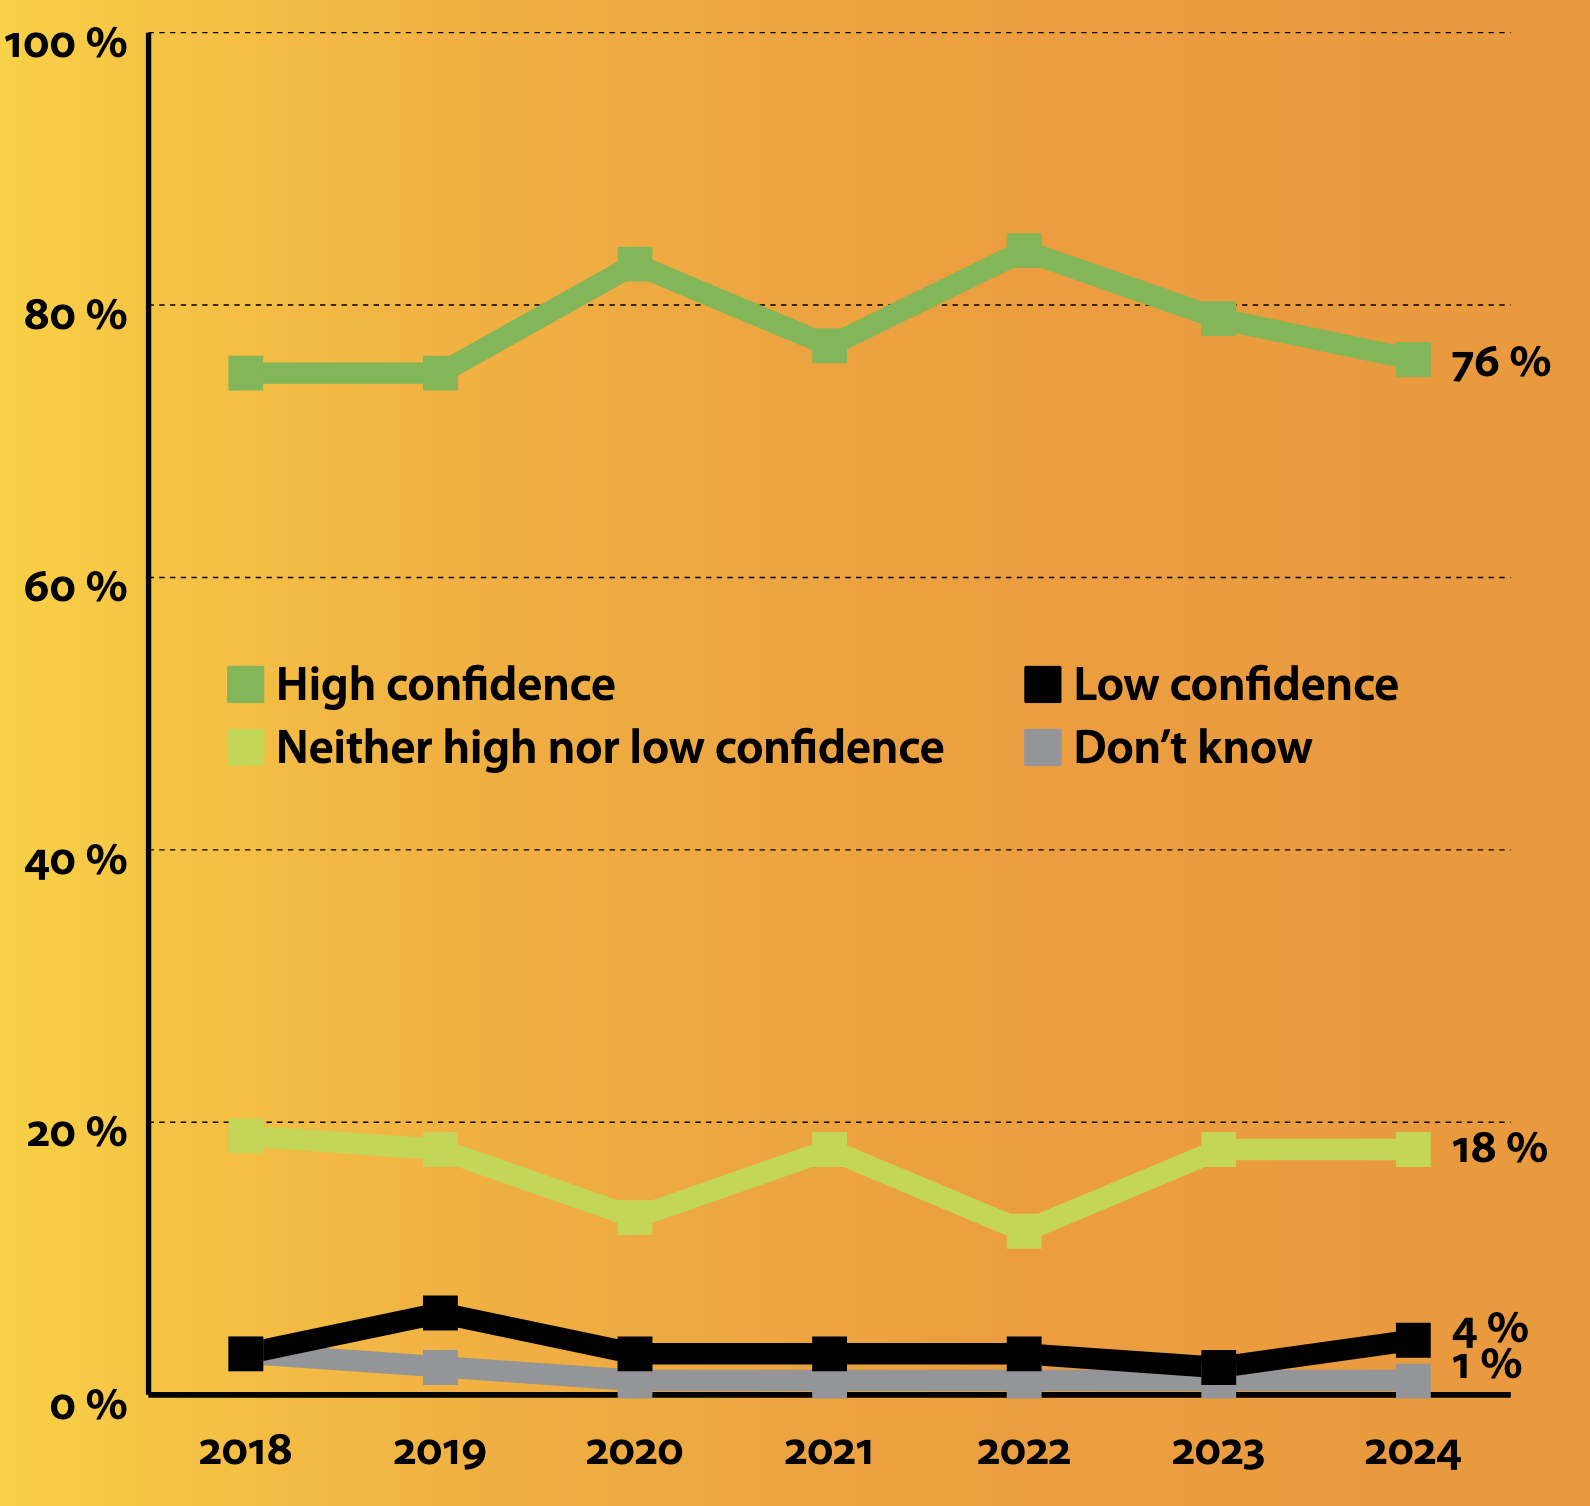 100 %
80 %
76 %
60 %
High confidence
Low confidence
Neither high nor low confidence
Don’t know
40 %
20 %
18 %
4 %
1 %
0 %
2018 2019 2020 2021 2022 2023 2024